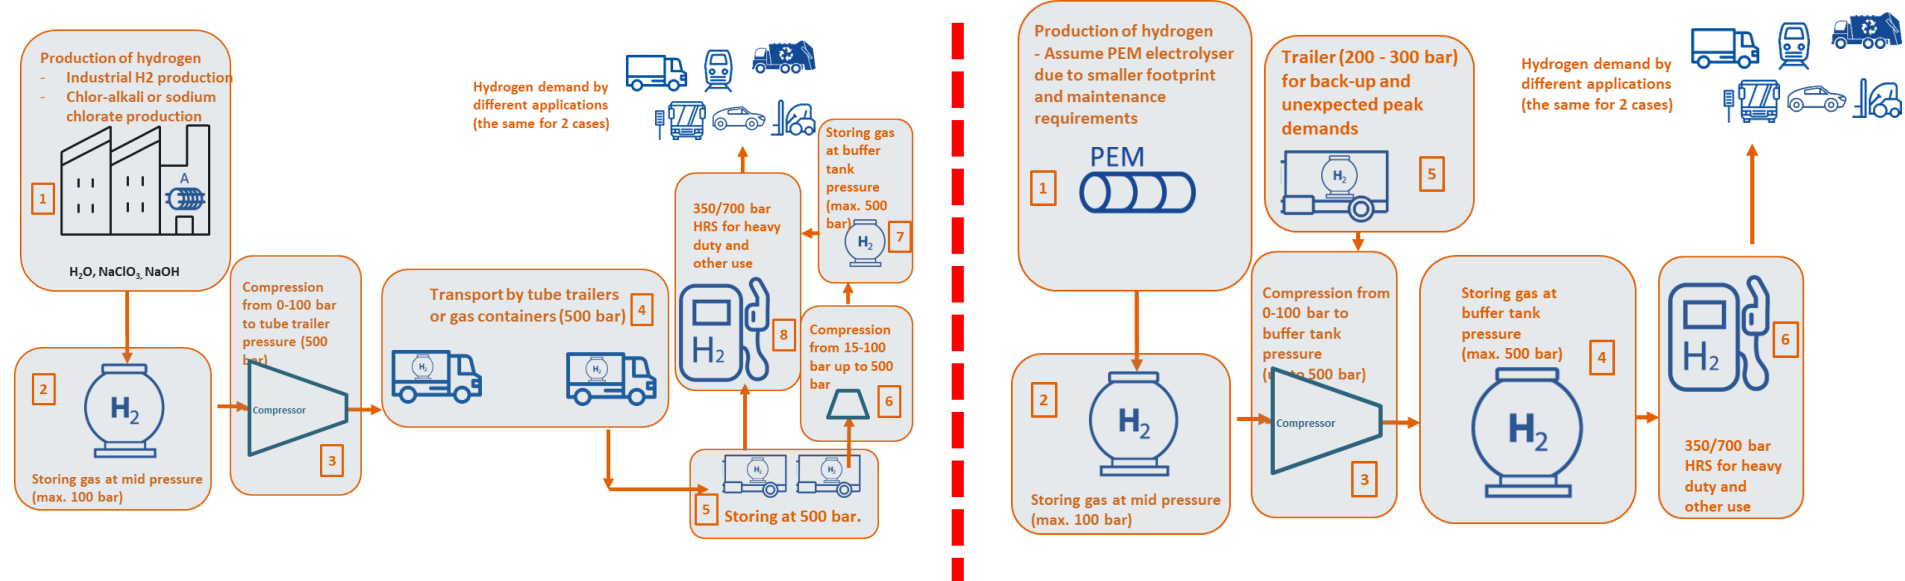 Production of hydrogen
- Industrial H2 production
- Chlor-alkali or sodium
chlorate production
1
A
H2O, NaClO3, NaOH
2
H2
Storing gas at mid pressure
(max. 100 bar)
Compression
from 0-100 bar
to tube trailer
pressure (500
bar)
Compressor
3
Transport by tube trailers
or gas containers (500 bar)
4
H2
H2
Hydrogen demand by
different applications
(the same for 2 cases)
350/700 bar
HRS for heavy
duty and
other use
8
H2
Storing gas
at buffer
tank
pressure
(max. 500
bar)
H2
7
Compression
from 15-100
bar up to 500
bar
6
H2
H2
5
Storing at 500 bar.
Production of hydrogen
- Assume PEM electrolyser
due to smaller footprint
and maintenance
requirements
PEM
1
Trailer (200 - 300 bar)
for back-up and
unexpected peak
demands
H2
5
2
H2
Storing gas at mid pressure
(max. 100 bar)
Compression from
0-100 bar to
buffer tank
pressure
500 bar)
Compressor
3
Storing gas at
buffer tank
pressure
(max. 500 bar)
4
H2
Hydrogen demand by
different applications
(the same for 2 cases)
H2
6
350/700 bar
HRS for heavy
duty and
other use